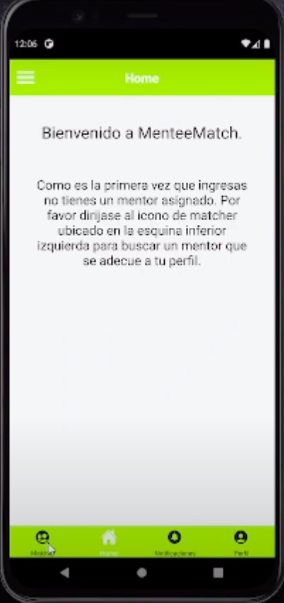 12:06
Home
Bienvenido a MenteeMatch.
Como es la primera vez que ingresas
no tienes un mentor asignado. Por
favor dirijase al icono de matcher
ubicado en la esquina inferior
izquierda para buscar un mentor que
se adecue a tu perfil.
Home
Notificaciones
Perfil